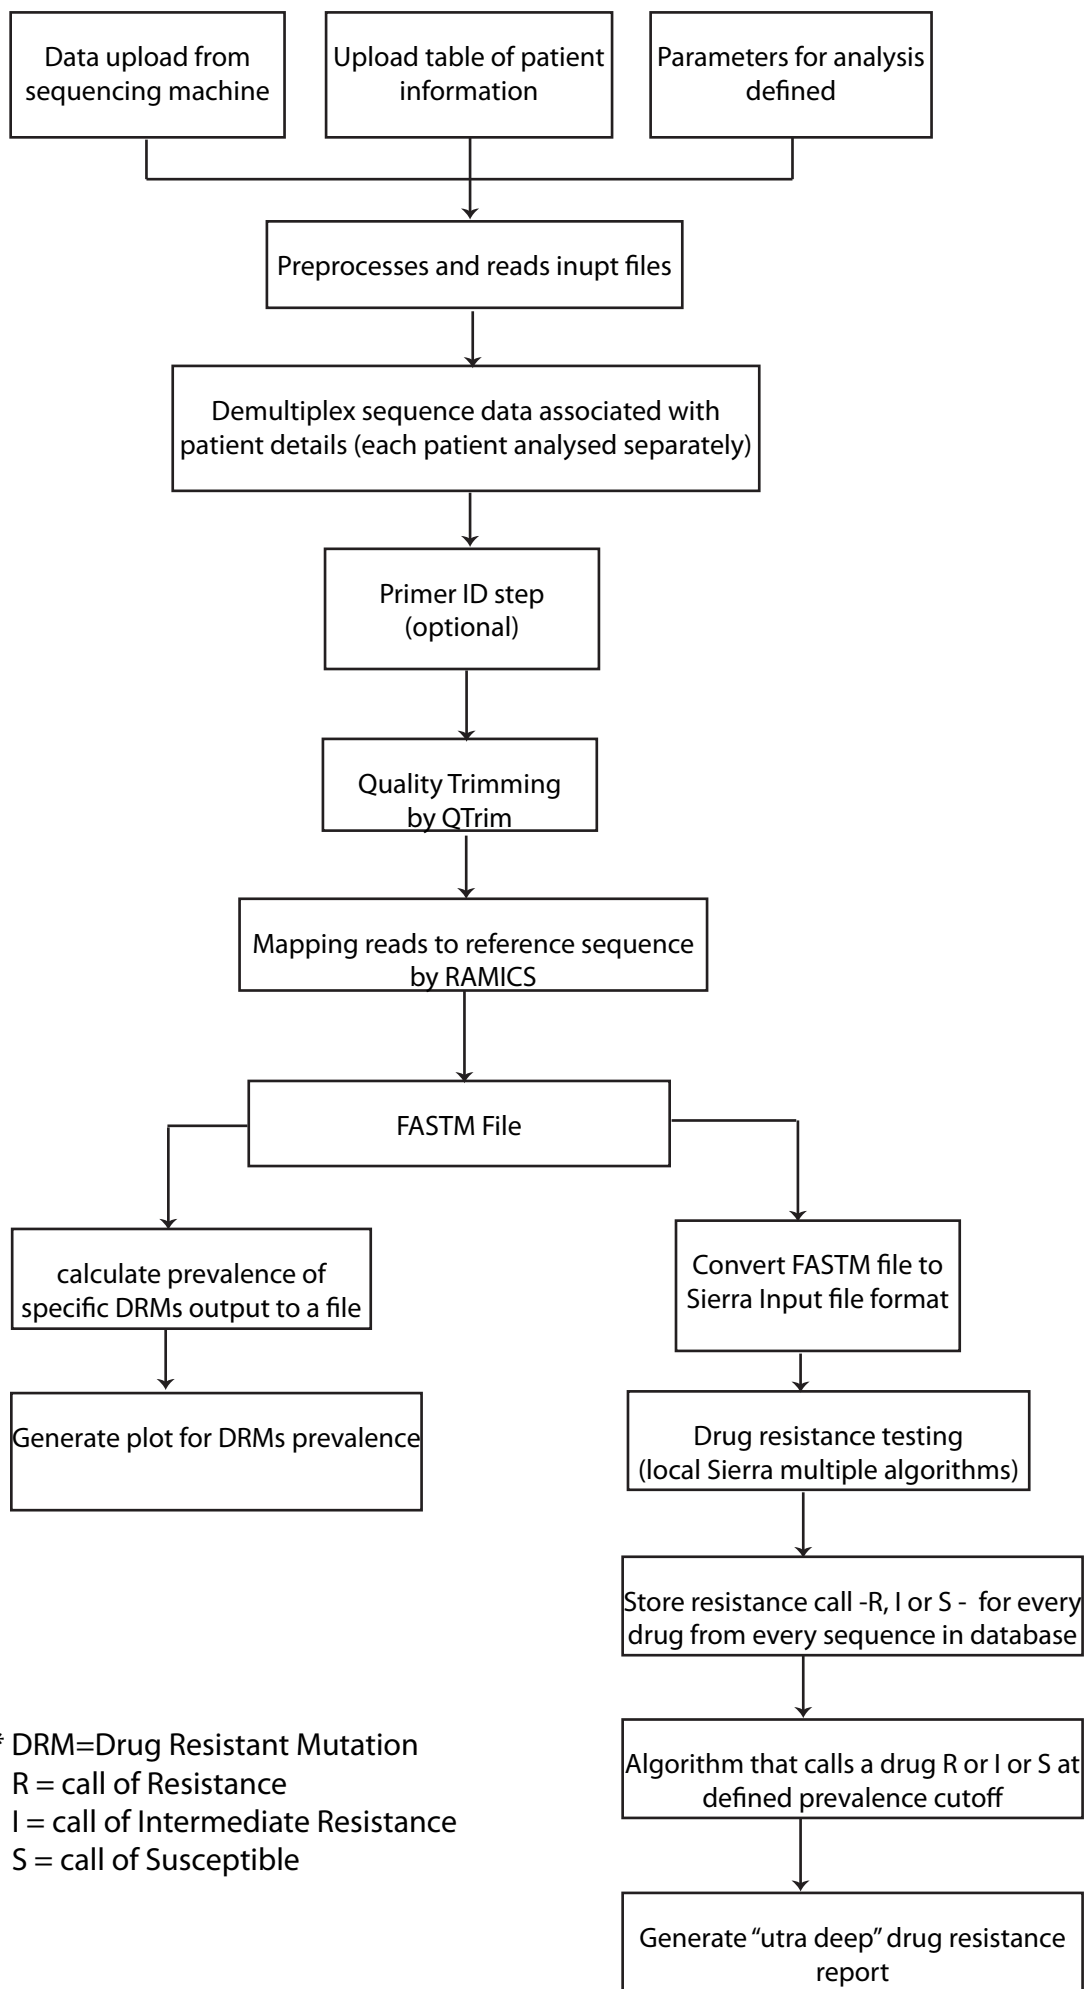 Data upload from
sequencing machine
Upload table of patient
information
Parameters for analysis
defined
Preprocesses and reads inupt files
Demultiplex sequence data associated with
patient details (each patient analysed separately)
Primer ID step
(optional)
Quality Trimming
by QTrim
Mapping reads to reference sequence
by RAMICS
FASTM File
calculate prevalence of
specific DRMs output to a file
Generate plot for DRMs prevalence
Convert FASTM file to
Sierra Input file format
Drug resistance testing
(local Sierra multiple algorithms)
Store resistance call -R, I or S - for every
drug from every sequence in database
Algorithm that calls a drug R or I or S at
defined prevalence cutoff
Generate “utra deep” drug resistance
report
* DRM=Drug Resistant Mutation
R = call of Resistance
I = call of Intermediate Resistance
S = call of Susceptible